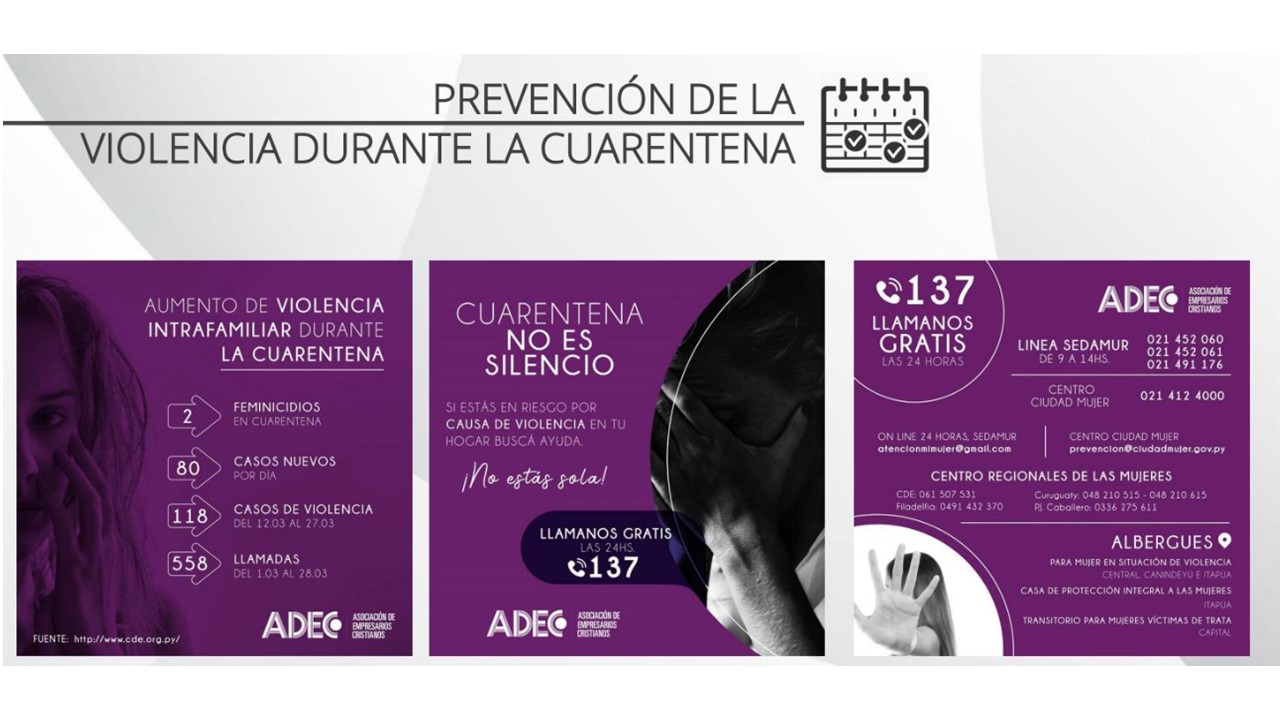 PREVENCIÓN DE LA
VIOLENCIA DURANTE LA CUARENTENA
AUMENTO DE VIOLENCIA
INTRAFAMILIAR DURANTE
LA CUARENTENA
2 FEMINICIDIOS
EN CUARENTENA
80 CASOS NUEVOS
POR DÍA
118 CASOS DE VIOLENCIA
DEL 12.03 AL 27.03
558 LLAMADAS
DEL 1.03 AL 28.03
FUENTE: http://www.cde.org.py/
ADEC ASOCIACIÓN DE
EMPRESARIOS
CRISTIANOS
CUARENTENA
NO ES
SILENCIO
SI ESTÁS EN RIESGO POR
CAUSA DE VIOLENCIA EN TU
HOGAR BUSCÁ AYUDA.
¡No estás sola!
LLAMANOS GRATIS
LAS 24HS.
137
ADEC ASOCIACIÓN DE
EMPRESARIOS
CRISTIANOS
137
LLAMANOS
GRATIS
LAS 24 HORAS
ADEC ASOCIACIÓN DE
EMPRESARIOS
CRISTIANOS
LINEA SEDAMUR
DE 9 A 14HS.
021 452 060
021 452 061
021 491 176
CENTRO
CIUDAD MUJER
021 412 4000
ON LINE 24 HORAS, SEDAMUR
atencionmimujer@gmail.com
CENTRO CIUDAD MUJER
prevencion@ciudadmujer.gov.py
CENTRO REGIONALES DE LAS MUJERES
CDE: 061 507 531
Filadelfia: 0491 432 370
Curuguaty: 048 210 515 - 048 210 615
PJ. Caballero: 0336 275 611
ALBERGUES
PARA MUJER EN SITUACIÓN DE VIOLENCIA
CENTRAL, CANINDEYÚ E ITAPÚA
CASA DE PROTECCIÓN INTEGRAL A LAS MUJERES
ITAPÚA
TRANSITORIO PARA MUJERES VÍCTIMAS DE TRATA
CAPITAL